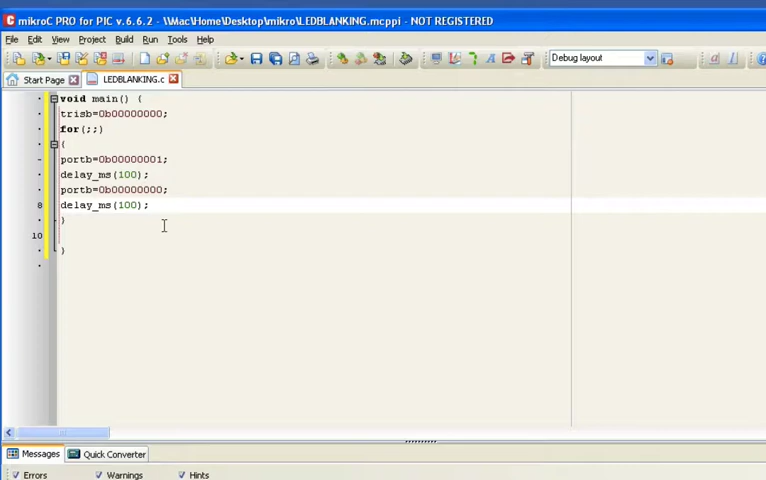 mikroC PRO for PIC v.6.6.2 - \\Mac\Home\Desktop\mikro\LEDBLANKING.mcppi - NOT REGISTERED
File Edit View Project Build Run Tools Help
Debug layout
Start Page LEDBLANKING.c
void main() {
trisb=0b00000000;
for(;;)
{
portb=0b00000001;
delay_ms(100);
portb=0b00000000;
8 delay_ms(100);
}
10
}
Messages Quick Converter
Errors Warnings Hints